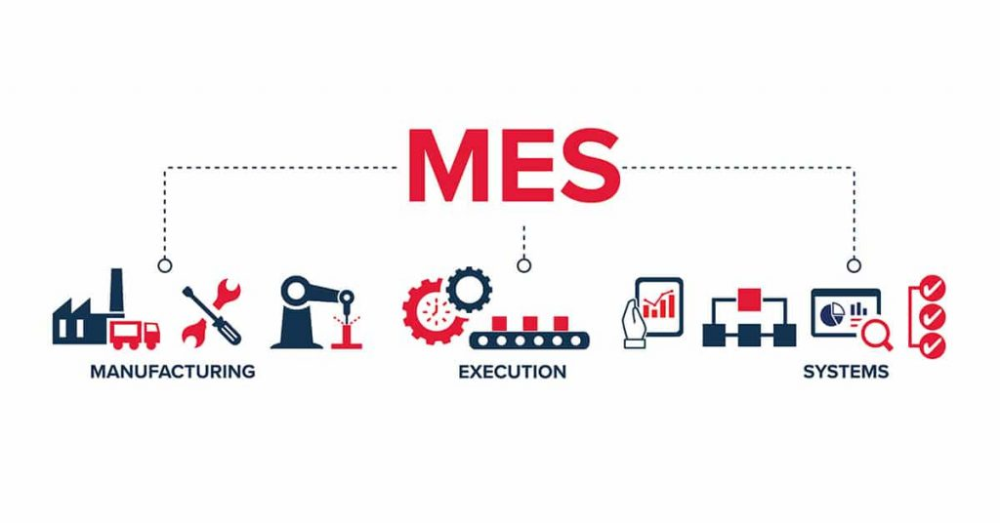 MES
MANUFACTURING
EXECUTION
SYSTEMS